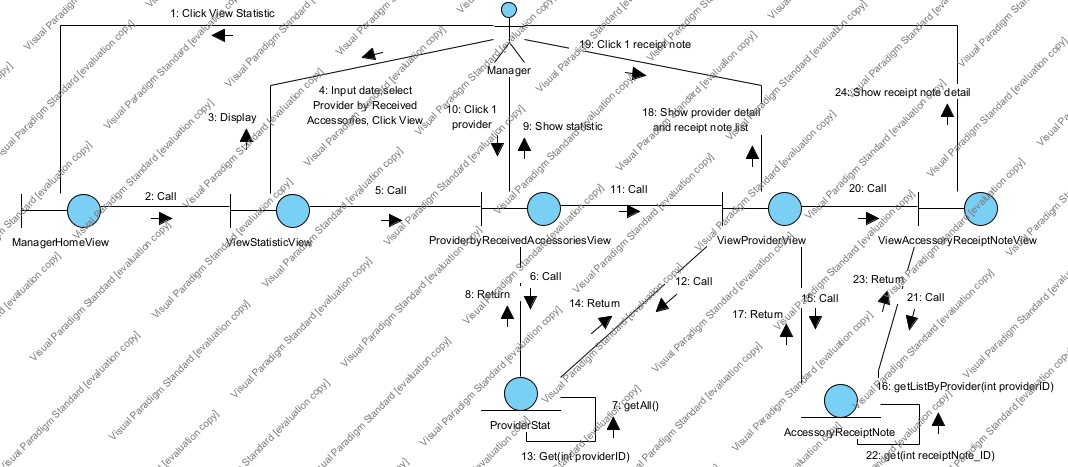 1: Click View Statistic
19: Click 1 receipt note
Manager
4: Input date,Select
Provider by Received
Accessories, Click View
3: Display
10: Click 1
provider
9: Show statistic
18: Show provider detail
and receipt note list
24: Show receipt note detail
2: Call
5: Call
11: Call
20: Call
ManagerHomeView
ViewStatisticView
ProviderbyReceivedAccessoriesView
ViewProviderView
ViewAccessoryReceiptNoteView
6: Call
8: Return
12: Call
14: Return
15: Call
17: Return
23: Return
21: Call
16: getListByProvider(int providerID)
7: getAll()
ProviderStat
AccessoryReceiptNote
13: Get(int providerID)
22: get(int receiptNote_ID)
Visual Paradigm Standard [evaluation copy]